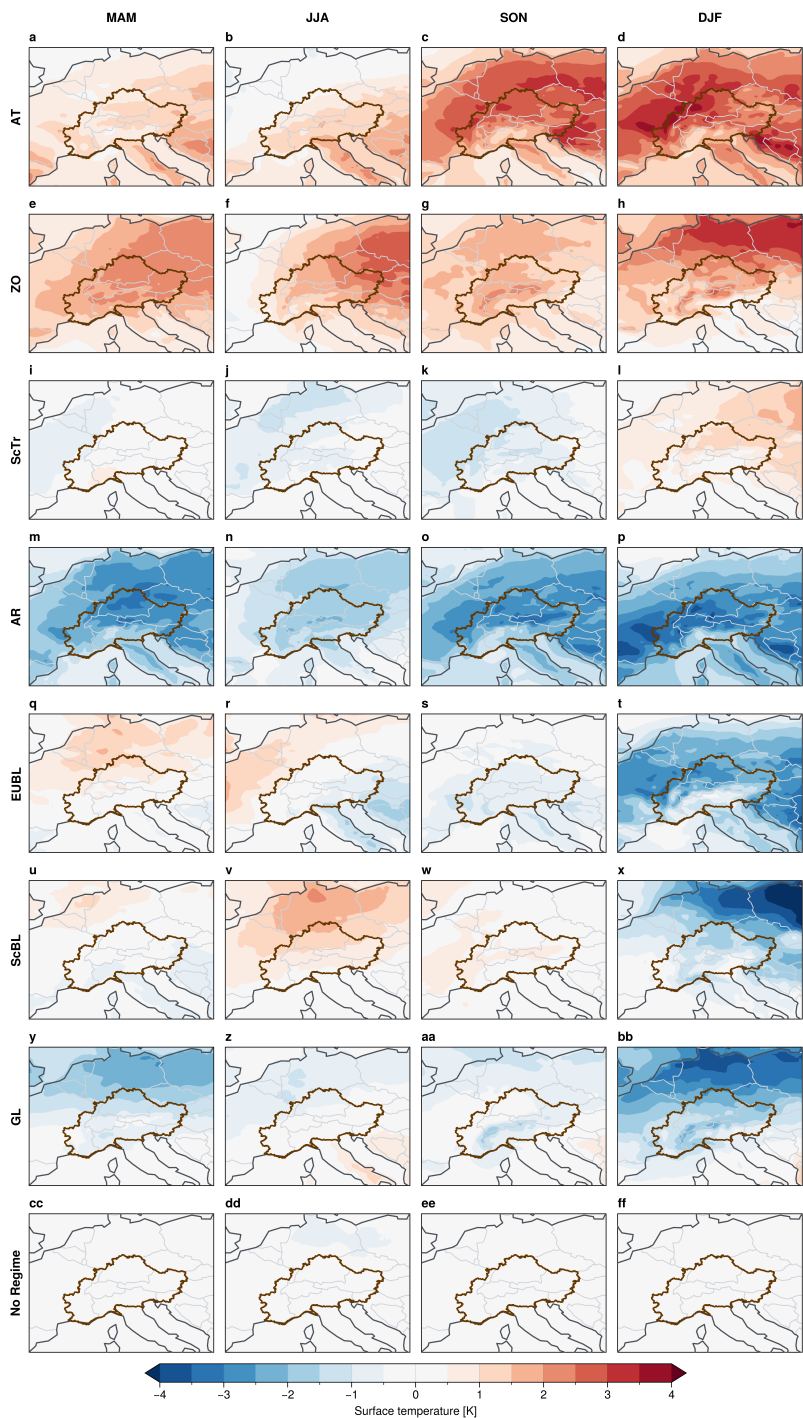 MAM JJA SON DJF
a b c d
AT
e f g h
ZO
i j k l
ScTr
m n o p
AR
q r s t
EUBL
u v w x
ScBL
y z aa bb
GL
cc dd ee ff
No Regime
−4 −3 −2 −1 0 1 2 3 4
Surface temperature [K]